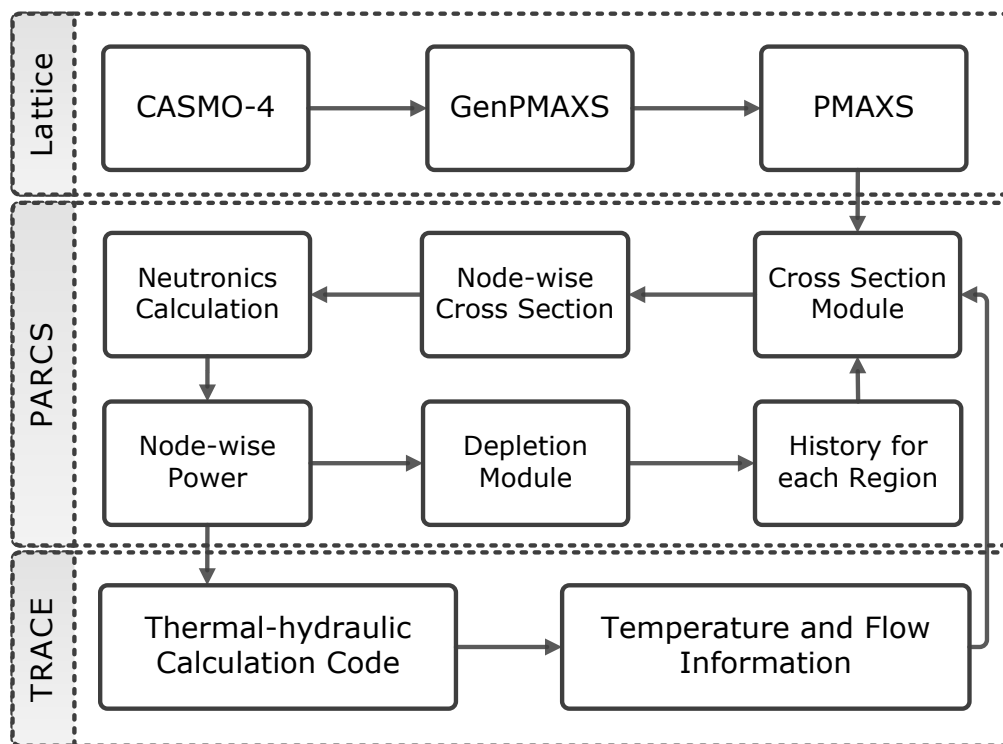 Lattice
CASMO-4
GenPMAXS
PMAXS
PARCS
Neutronics
Calculation
Node-wise
Cross Section
Cross Section
Module
Node-wise
Power
Depletion
Module
History for
each Region
TRACE
Thermal-hydraulic
Calculation Code
Temperature and Flow
Information